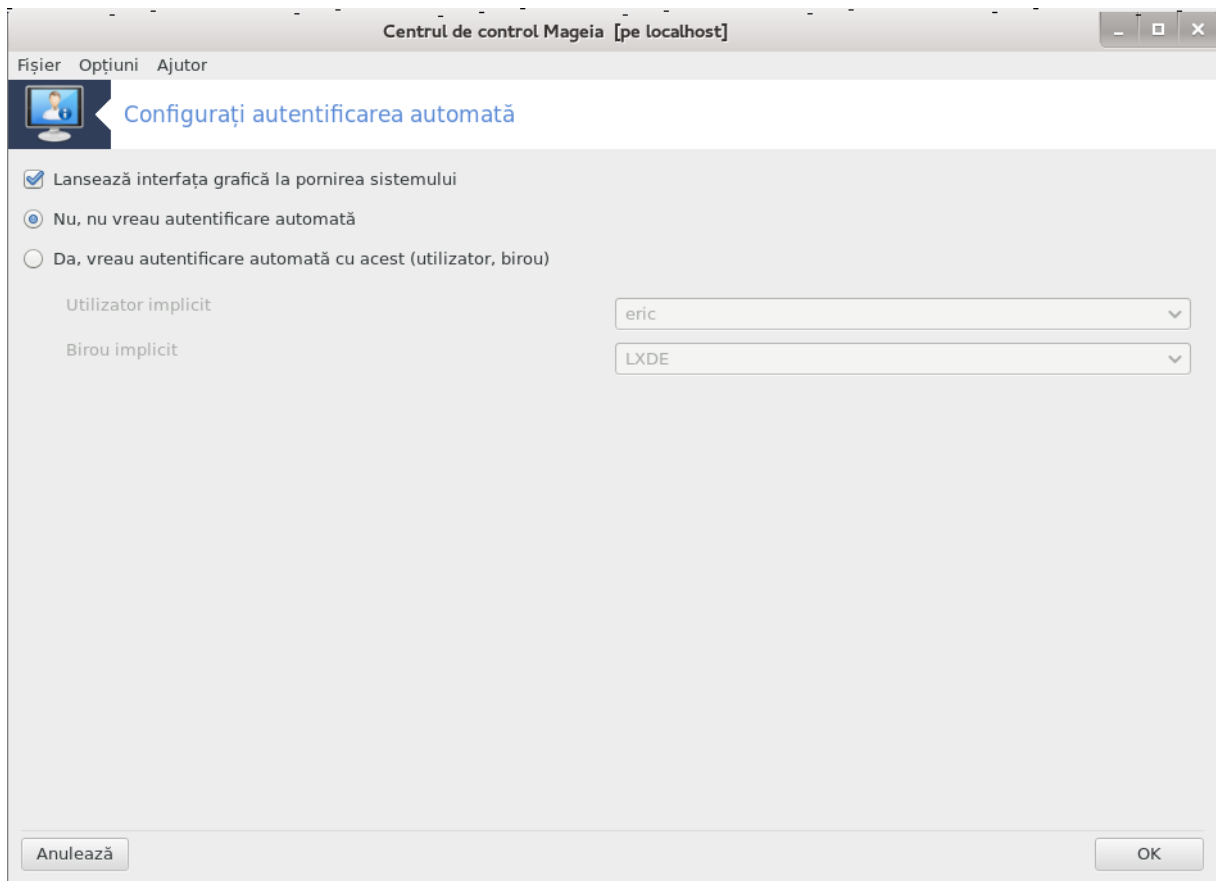 Centrul de control Mageia [pe localhost]
Fișier Opțiuni Ajutor
Configurați autentificarea automată
Lansează interfața grafică la pornirea sistemului
Nu, nu vreau autentificare automată
Da, vreau autentificare automată cu acest (utilizator, birou)
Utilizator implicit
eric
Birou implicit
LXDE
Anulează
OK